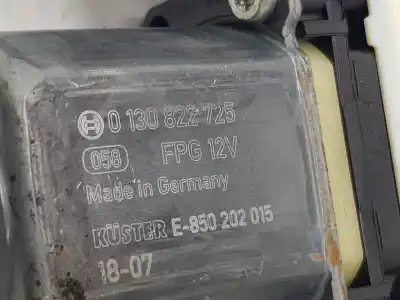 0 130 822 725
058 FPG 12V
Made in Germany
KÜSTER E-850 202 015
18-07